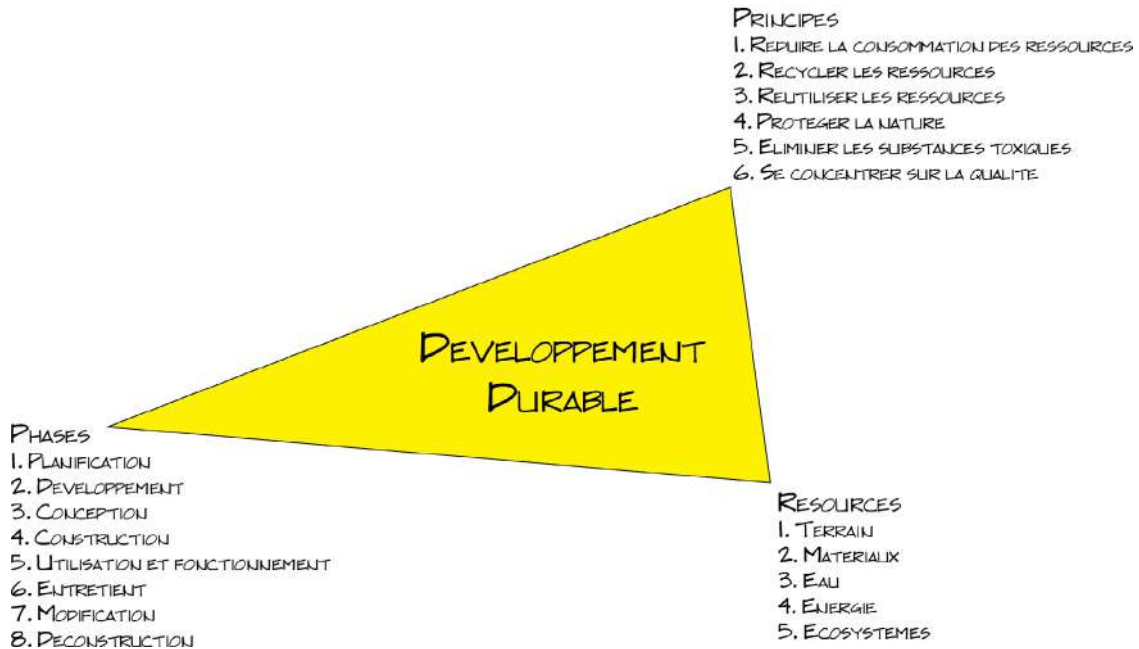 PRINCIPES
1. REDUIRE LA CONSOMMATION DES RESSOURCES
2. RECYCLER LES RESSOURCES
3. REUTILISER LES RESSOURCES
4. PROTEGER LA NATURE
5. ELIMINER LES SUBSTANCES TOXIQUES
6. SE CONCENTRER SUR LA QUALITE
DEVELOPPEMENT
DURABLE
PHASES
1. PLANIFICATION
2. DEVELOPPEMENT
3. CONCEPTION
4. CONSTRUCTION
5. UTILISATION ET FONCTIONNEMENT
6. ENTRETIENT
7. MODIFICATION
8. DECONSTRUCTION
RESOURCES
1. TERRAIN
2. MATERIAUX
3. EAU
4. ENERGIE
5. ECOSYSTEMES